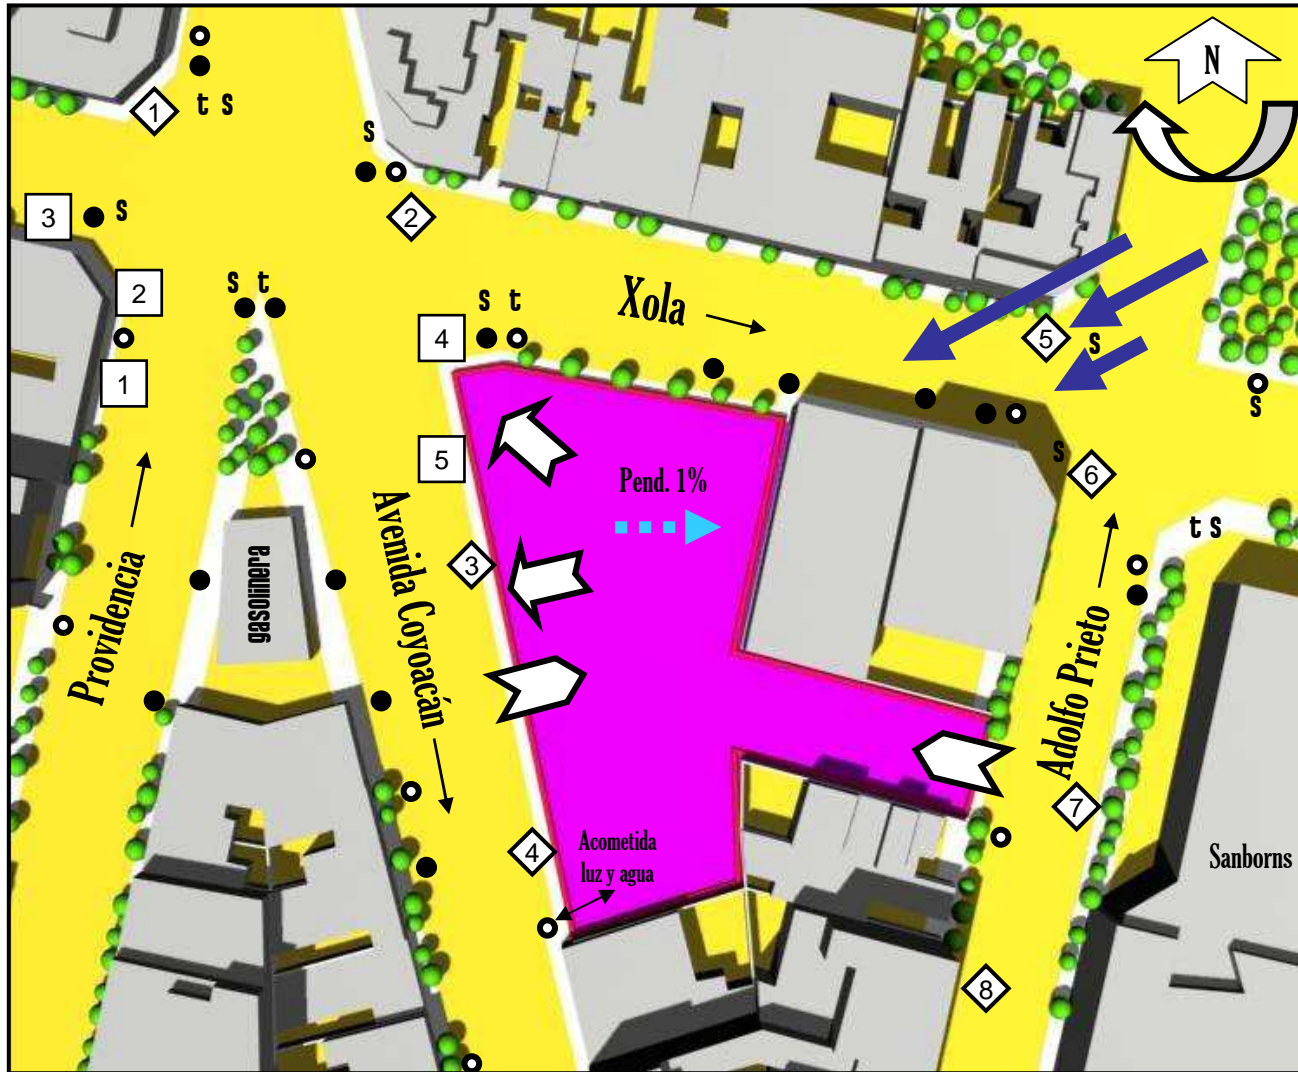 N
1
t s
s
2
3
s
2
1
s t
s t
4
Xola
5
s
s
5
Pend. 1%
s
6
3
t s
Avenida Coyoacán
gasolinera
Providencia
Adolfo Prieto
7
4
Acometida
luz y agua
Sanborns
8